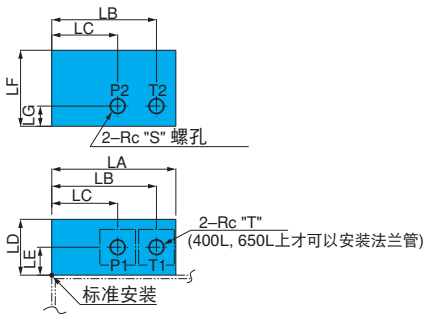 LB
LC
LF
LG
P2 T2
2–Rc "S" 螺孔
LA
LB
LC
LD
LE
2–Rc "T"
(400L, 650L上才可以安装法兰管)
P1 T1
标准安装